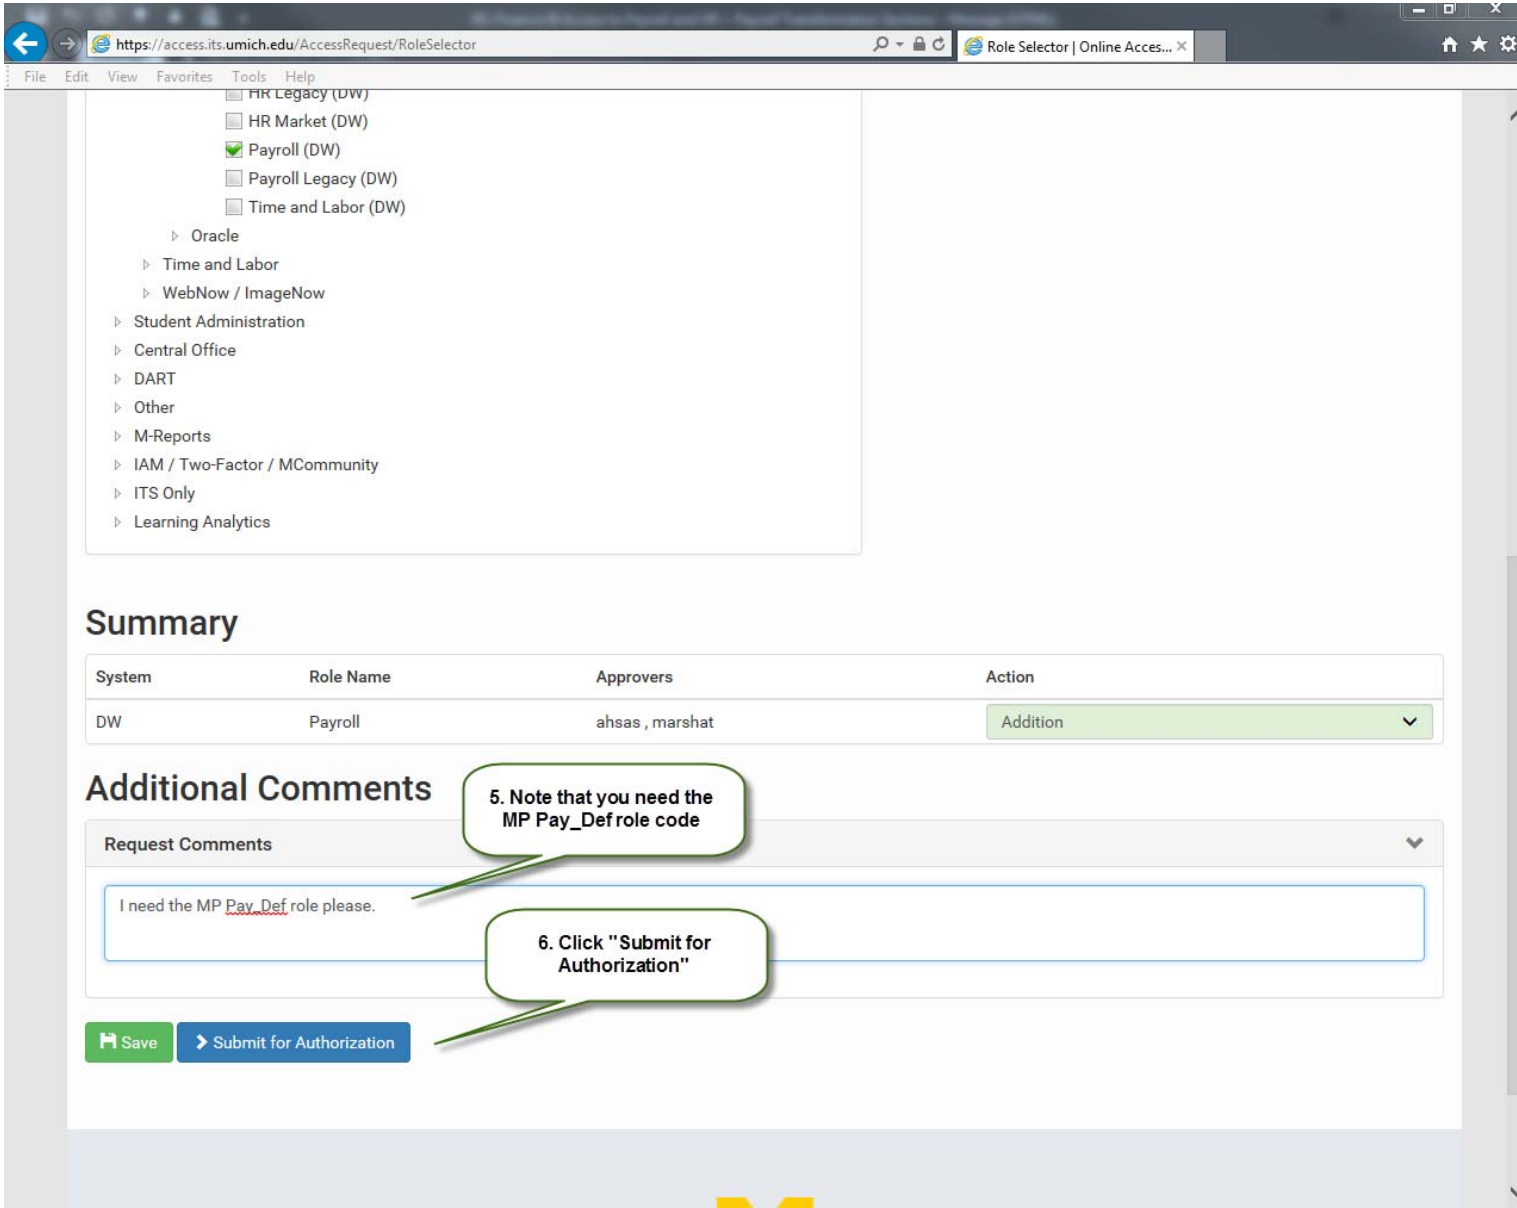 https://access.its.umich.edu/AccessRequest/RoleSelector
Role Selector | Online Acces...
File Edit View Favorites Tools Help
HR Legacy (DW)
HR Market (DW)
Payroll (DW)
Payroll Legacy (DW)
Time and Labor (DW)
Oracle
Time and Labor
WebNow / ImageNow
Student Administration
Central Office
DART
Other
M-Reports
IAM / Two-Factor / MCommunity
ITS Only
Learning Analytics
Summary
System Role Name Approvers Action
DW Payroll ahsas , marshat Addition
Additional Comments
5. Note that you need the
MP Pay_Def role code
Request Comments
I need the MP Pay_Def role please.
6. Click "Submit for
Authorization"
Save Submit for Authorization